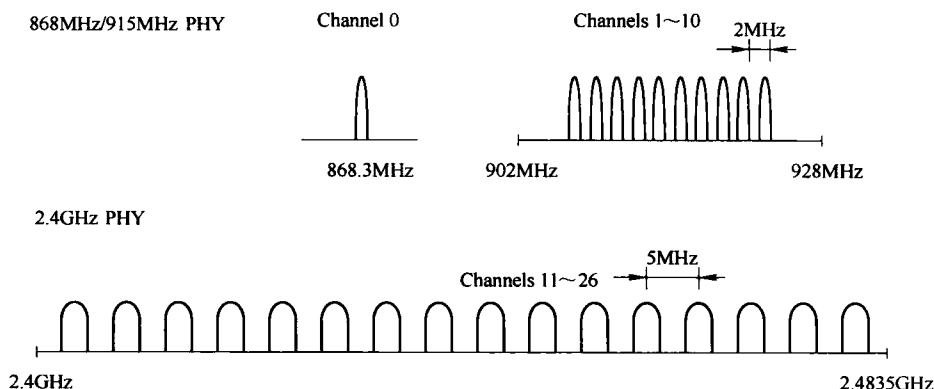 868MHz/915MHz PHY
Channel 0
Channels 1～10
2MHz
868.3MHz
902MHz
928MHz
2.4GHz PHY
Channels 11～26
5MHz
2.4GHz
2.4835GHz